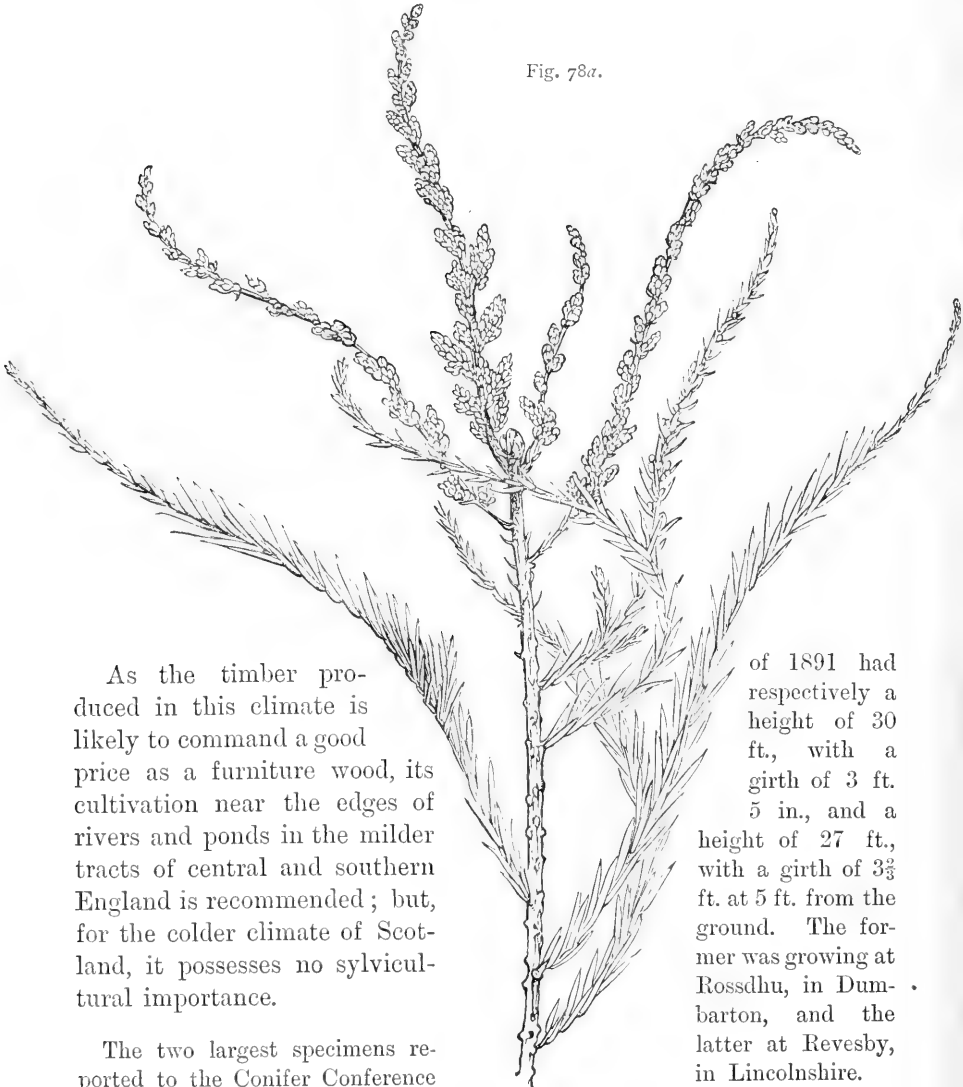 Fig. 78a.
As the timber pro-
duced in this climate is
likely to command a good
price as a furniture wood, its
cultivation near the edges of
rivers and ponds in the milder
tracts of central and southern
England is recommended; but,
for the colder climate of Scot-
land, it possesses no sylvicul-
tural importance.
The two largest specimens re-
ported to the Conifer Conference
of 1891 had
respectively a
height of 30
ft., with a
girth of 3 ft.
5 in., and a
height of 27 ft.,
with a girth of 3⅔
ft. at 5 ft. from the
ground. The for-
mer was growing at
Rossdhu, in Dum-
barton, and the
latter at Revesby,
in Lincolnshire.